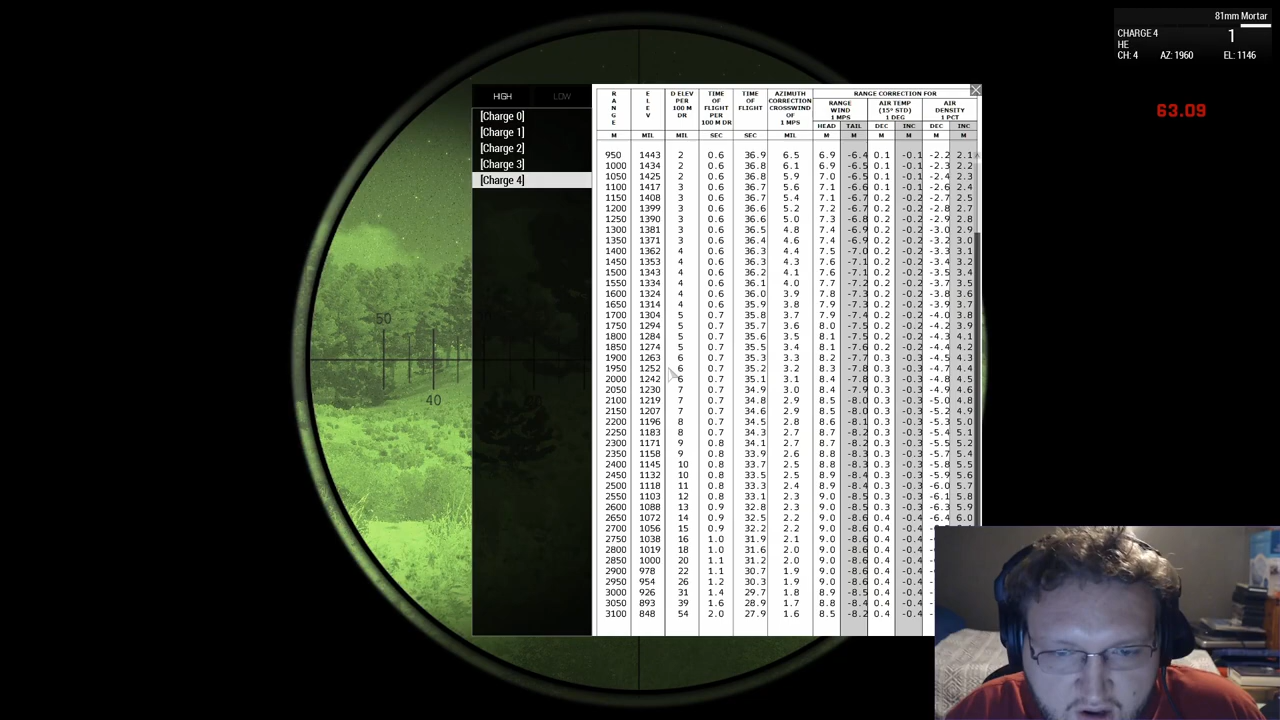 81mm Mortar
CHARGE 4 1
HE
CH: 4 AZ: 1960 EL: 1146
63.09
HIGH LOW
[Charge 0]
[Charge 1]
[Charge 2]
[Charge 3]
[Charge 4]
50
40
RANGE ELEV D ELEV PER 100 M DR TIME OF FLIGHT PER 100 M DR TIME OF FLIGHT AZIMUTH CORRECTION CROSSWIND OF 1 MPS RANGE CORRECTION FOR
RANGE WIND 1 MPS AIR TEMP (15° STD) 1 DEG AIR DENSITY 1 PCT
HEAD TAIL DEC INC DEC INC
M MIL MIL SEC SEC MIL M M M M M M
950 1443 2 0.6 36.9 6.5 6.9 -6.4 0.1 -0.1 -2.2 2.1
1000 1434 2 0.6 36.8 6.1 6.9 -6.5 0.1 -0.1 -2.3 2.2
1050 1425 2 0.6 36.8 5.9 7.0 -6.5 0.1 -0.1 -2.4 2.3
1100 1417 3 0.6 36.7 5.6 7.1 -6.6 0.1 -0.1 -2.6 2.4
1150 1408 3 0.6 36.7 5.4 7.1 -6.7 0.2 -0.2 -2.7 2.5
1200 1399 3 0.6 36.6 5.2 7.2 -6.7 0.2 -0.2 -2.8 2.7
1250 1390 3 0.6 36.6 5.0 7.3 -6.8 0.2 -0.2 -2.9 2.8
1300 1381 3 0.6 36.5 4.8 7.4 -6.9 0.2 -0.2 -3.0 2.9
1350 1371 3 0.6 36.4 4.6 7.4 -6.9 0.2 -0.2 -3.2 3.0
1400 1362 4 0.6 36.3 4.4 7.5 -7.0 0.2 -0.2 -3.3 3.1
1450 1353 4 0.6 36.3 4.3 7.6 -7.1 0.2 -0.2 -3.4 3.2
1500 1343 4 0.6 36.2 4.1 7.6 -7.1 0.2 -0.2 -3.5 3.4
1550 1334 4 0.6 36.1 4.0 7.7 -7.2 0.2 -0.2 -3.6 3.5
1600 1324 4 0.6 36.0 3.9 7.8 -7.3 0.2 -0.2 -3.8 3.6
1650 1314 4 0.6 35.9 3.8 7.9 -7.3 0.2 -0.2 -3.9 3.7
1700 1304 5 0.7 35.8 3.7 7.9 -7.4 0.2 -0.2 -4.0 3.8
1750 1294 5 0.7 35.7 3.6 8.0 -7.5 0.2 -0.2 -4.2 3.9
1800 1284 5 0.7 35.6 3.5 8.1 -7.5 0.2 -0.2 -4.3 4.1
1850 1274 5 0.7 35.5 3.4 8.1 -7.6 0.2 -0.2 -4.4 4.2
1900 1263 6 0.7 35.3 3.3 8.2 -7.7 0.2 -0.2 -4.5 4.3
1950 1252 6 0.7 35.2 3.2 8.3 -7.8 0.2 -0.2 -4.7 4.4
2000 1242 6 0.7 35.1 3.1 8.4 -7.8 0.3 -0.3 -4.8 4.5
2050 1230 7 0.7 34.9 3.0 8.4 -7.9 0.3 -0.3 -4.9 4.6
2100 1219 7 0.7 34.8 2.9 8.5 -8.0 0.3 -0.3 -5.0 4.8
2150 1207 7 0.7 34.6 2.9 8.5 -8.0 0.3 -0.3 -5.2 4.9
2200 1196 8 0.7 34.5 2.8 8.6 -8.1 0.3 -0.3 -5.3 5.0
2250 1183 8 0.7 34.3 2.7 8.7 -8.2 0.3 -0.3 -5.4 5.1
2300 1171 9 0.8 34.1 2.7 8.7 -8.2 0.3 -0.3 -5.5 5.2
2350 1158 9 0.8 33.9 2.6 8.8 -8.3 0.3 -0.3 -5.7 5.4
2400 1145 10 0.8 33.7 2.5 8.8 -8.3 0.3 -0.3 -5.8 5.5
2450 1132 10 0.8 33.5 2.5 8.9 -8.4 0.3 -0.3 -5.9 5.6
2500 1118 11 0.8 33.3 2.4 8.9 -8.4 0.3 -0.3 -6.0 5.7
2550 1103 12 0.8 33.1 2.3 9.0 -8.5 0.3 -0.3 -6.1 5.8
2600 1088 13 0.9 32.8 2.3 9.0 -8.5 0.3 -0.3 -6.3 5.9
2650 1072 14 0.9 32.5 2.2 9.0 -8.6 0.4 -0.4 -6.4 6.0
2700 1056 15 0.9 32.2 2.2 9.0 -8.6 0.4 -0.4
2750 1038 16 1.0 31.9 2.1 9.0 -8.6 0.4 -0.4
2800 1019 18 1.0 31.6 2.0 9.0 -8.6 0.4 -0.4
2850 1000 20 1.1 31.2 2.0 9.0 -8.6 0.4 -0.4
2900 978 22 1.1 30.7 1.9 9.0 -8.6 0.4 -0.4
2950 954 26 1.2 30.3 1.9 9.0 -8.6 0.4 -0.4
3000 926 31 1.4 29.7 1.8 8.9 -8.5 0.4 -0.4
3050 893 39 1.6 28.9 1.7 8.8 -8.4 0.4 -0.4
3100 848 54 2.0 27.9 1.6 8.5 -8.2 0.4 -0.4